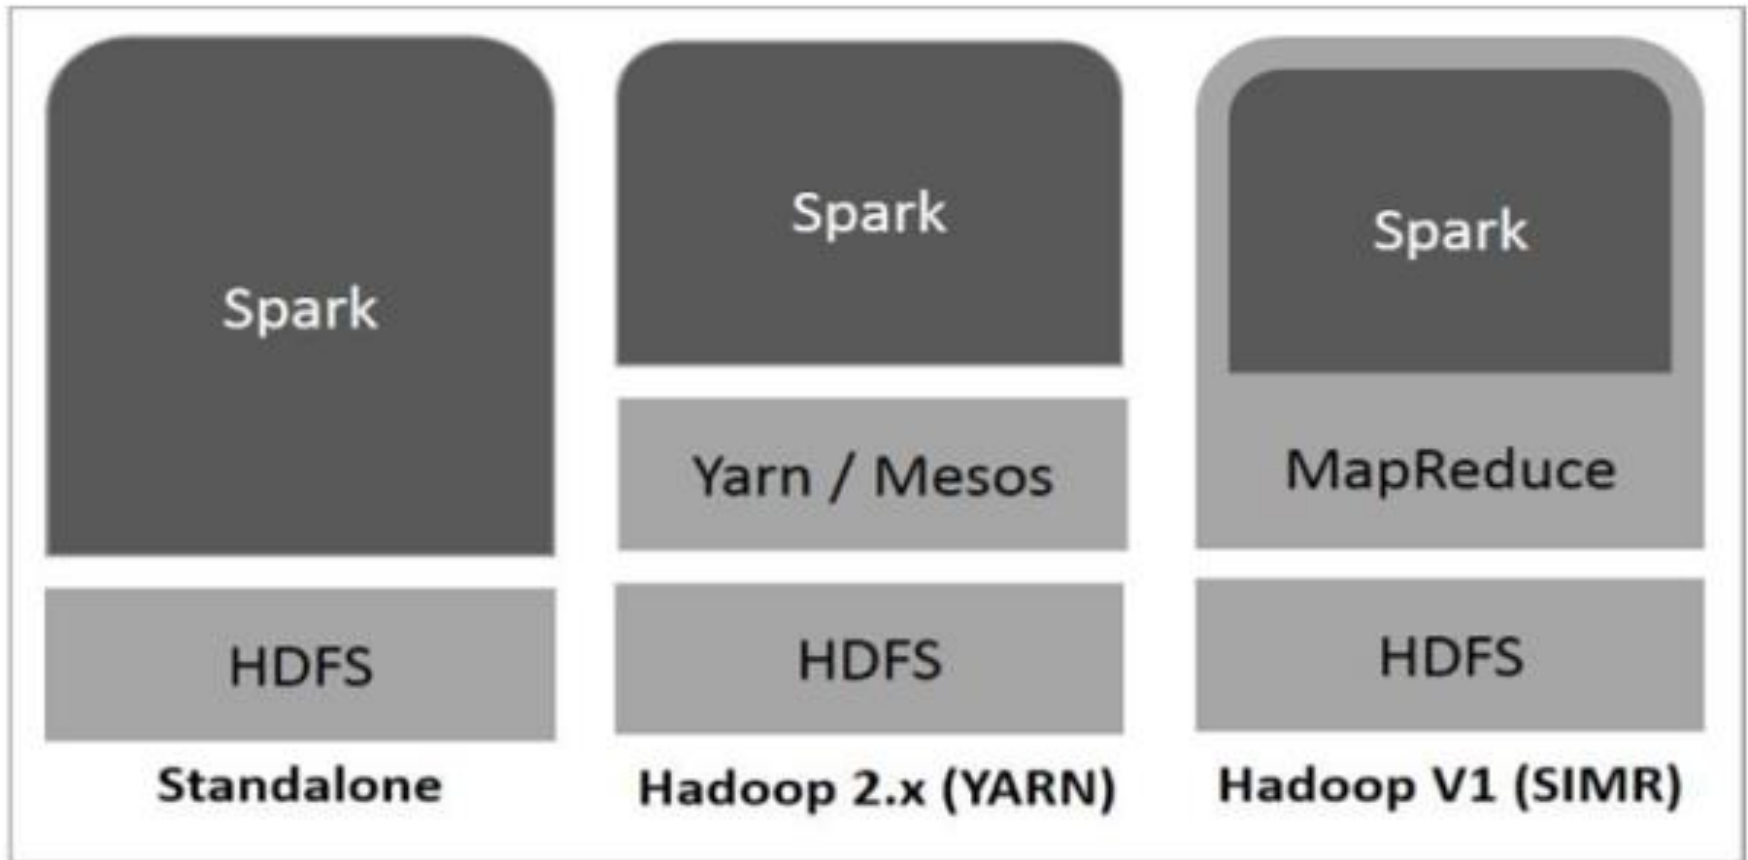 Spark
HDFS
Standalone
Spark
Yarn / Mesos
HDFS
Hadoop 2.x (YARN)
Spark
MapReduce
HDFS
Hadoop V1 (SIMR)